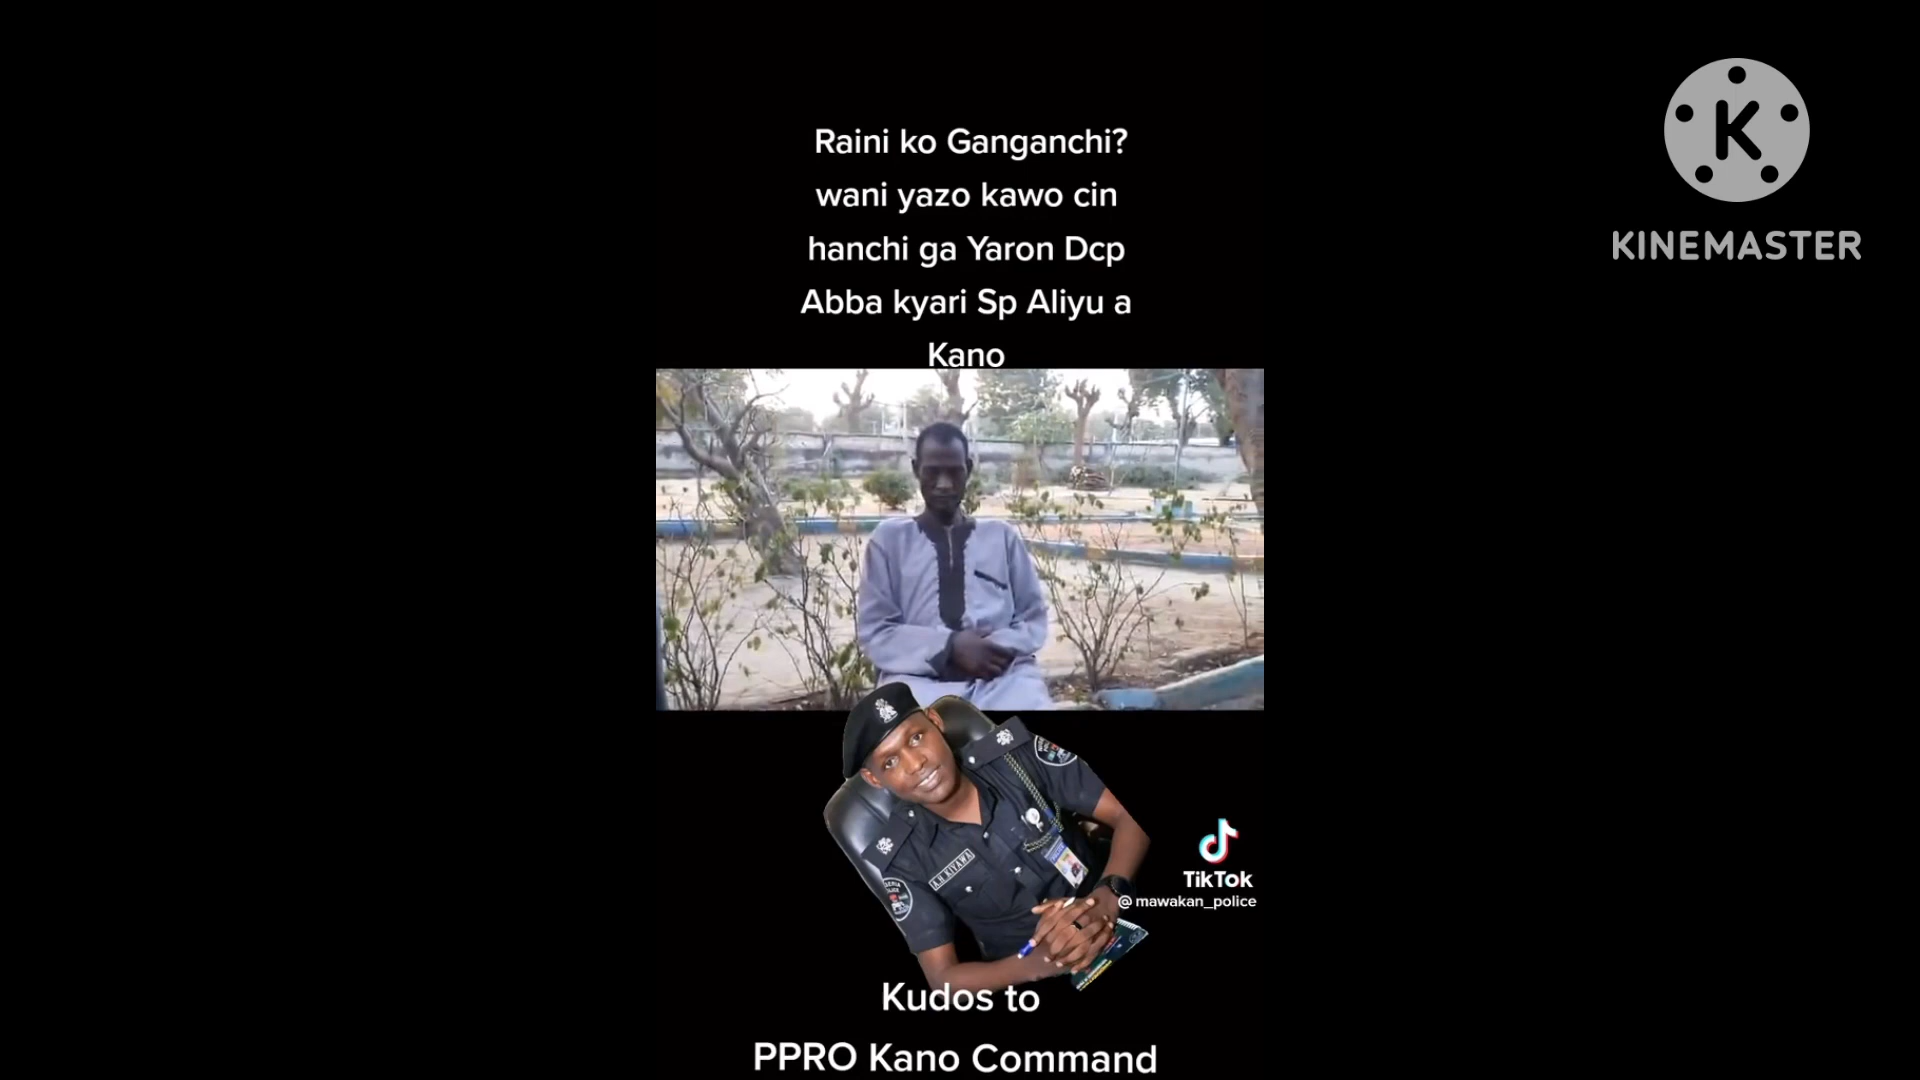 Raini ko Ganganchi?
wani yazo kawo cin
hanchi ga Yaron Dcp
Abba kyari Sp Aliyu a
Kano
K
KINEMASTER
A.H. KIYAWA
TikTok
@mawakan_police
Kudos to
PPRO Kano Command